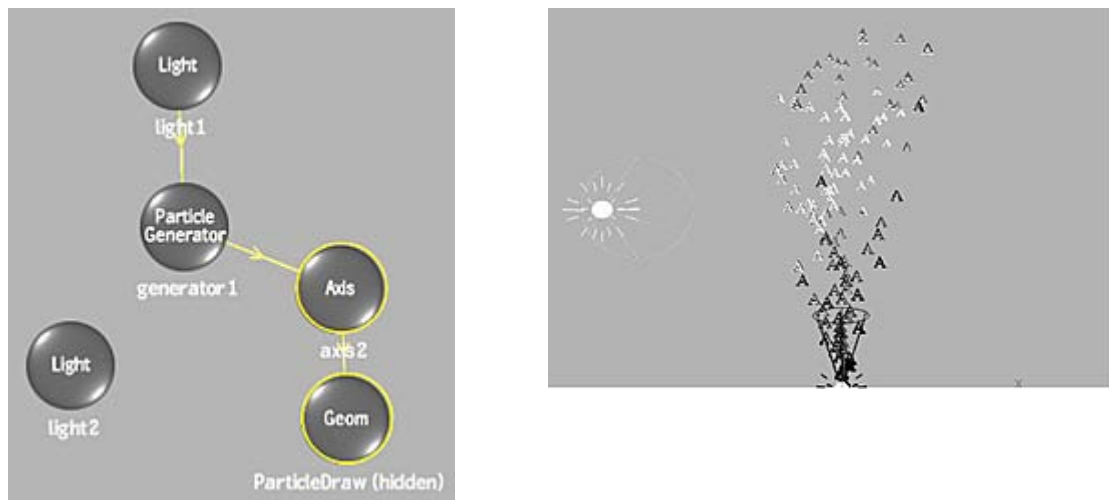 Light
light1
Particle
Generator
generator1
Axis
axis2
Light
light2
Geom
ParticleDraw (hidden)